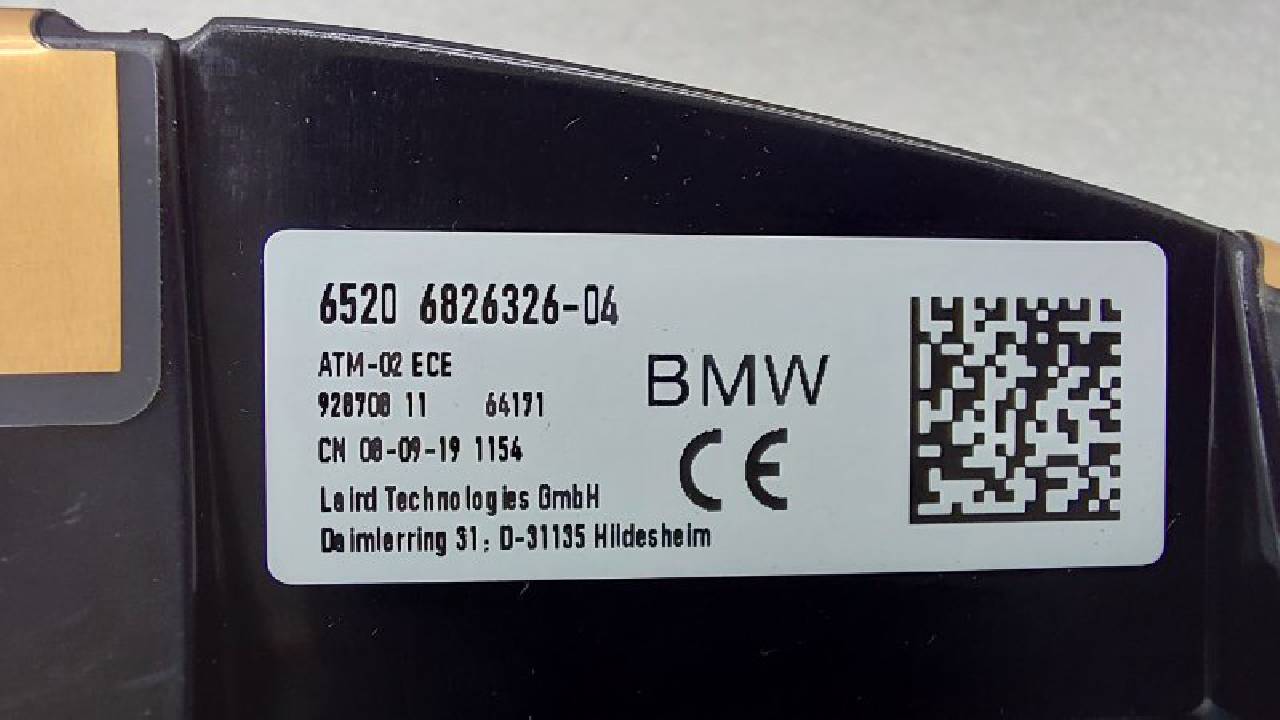 6520 6826326-04
ATM-02 ECE
928708 11 64171
CN 08-09-19 1154
Laird Technologies GmbH
Daimlerring 31; D-31135 Hildesheim
BMW
CE